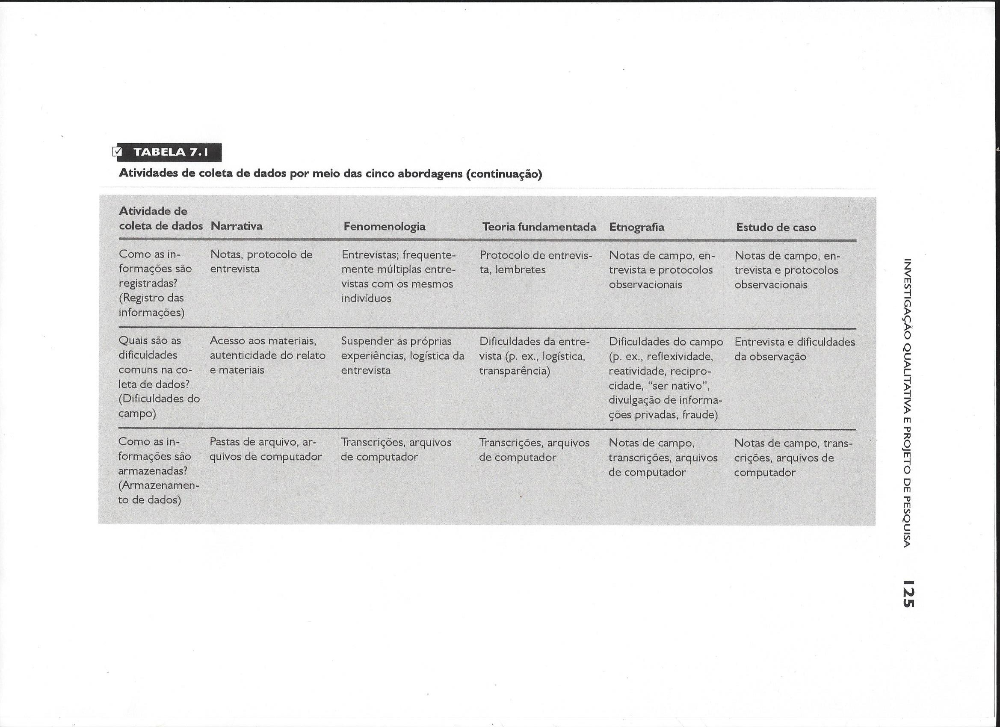 TABELA 7.1
Atividades de coleta de dados por meio das cinco abordagens (continuação)
Atividade de
coleta de dados Narrativa Fenomenologia Teoria fundamentada Etnografia Estudo de caso
Como as in-
formações são
registradas?
(Registro das
informações)
Notas, protocolo de
entrevista
Entrevistas; frequente-
mente múltiplas entre-
vistas com os mesmos
indivíduos
Protocolo de entrevis-
ta, lembretes
Notas de campo, en-
trevista e protocolos
observacionais
Notas de campo, en-
trevista e protocolos
observacionais
Quais são as
dificuldades
comuns na co-
leta de dados?
(Dificuldades do
campo)
Acesso aos materiais,
autenticidade do relato
e materiais
Suspender as próprias
experiências, logística da
entrevista
Dificuldades da entre-
vista (p. ex., logística,
transparência)
Dificuldades do campo
(p. ex., reflexividade,
reatividade, recipro-
cidade, “ser nativo”,
divulgação de informa-
ções privadas, fraude)
Entrevista e dificuldades
da observação
Como as in-
formações são
armazenadas?
(Armazenamen-
to de dados)
Pastas de arquivo, ar-
quivos de computador
Transcrições, arquivos
de computador
Transcrições, arquivos
de computador
Notas de campo,
transcrições, arquivos
de computador
Notas de campo, trans-
crições, arquivos de
computador
INVESTIGAÇÃO QUALITATIVA E PROJETO DE PESQUISA 125